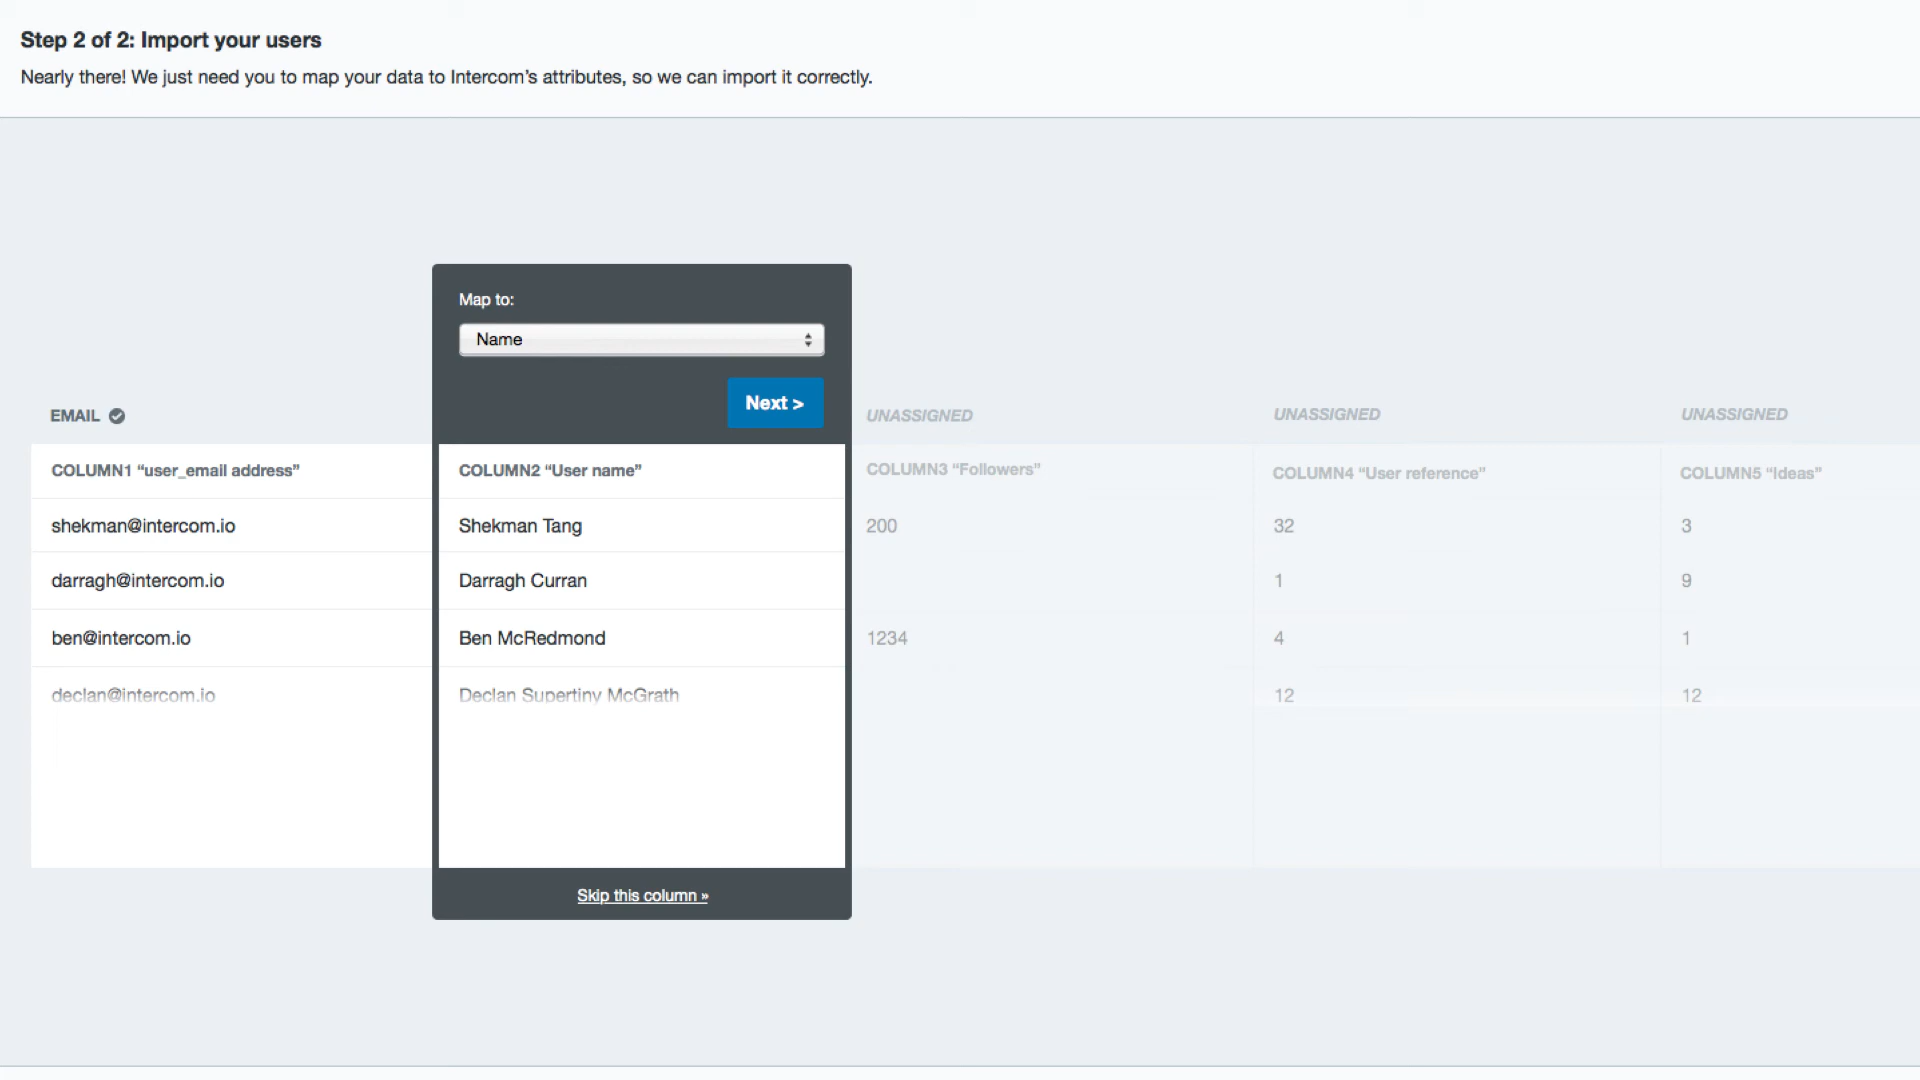 Step 2 of 2: Import your users
Nearly there! We just need you to map your data to Intercom’s attributes, so we can import it correctly.
Map to:
Name
Next >
EMAIL
UNASSIGNED
UNASSIGNED
UNASSIGNED
COLUMN1 “user_email address”
COLUMN2 “User name”
COLUMN3 “Followers”
COLUMN4 “User reference”
COLUMN5 “Ideas”
shekman@intercom.io
Shekman Tang
200
32
3
darragh@intercom.io
Darragh Curran
1
9
ben@intercom.io
Ben McRedmond
1234
4
1
declan@intercom.io
Declan Supertiny McGrath
12
12
Skip this column »